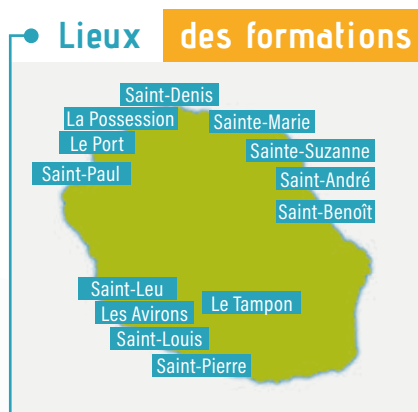 Lieux des formations
Saint-Denis
La Possession
Sainte-Marie
Le Port
Sainte-Suzanne
Saint-Paul
Saint-André
Saint-Benoît
Saint-Leu
Le Tampon
Les Avirons
Saint-Louis
Saint-Pierre